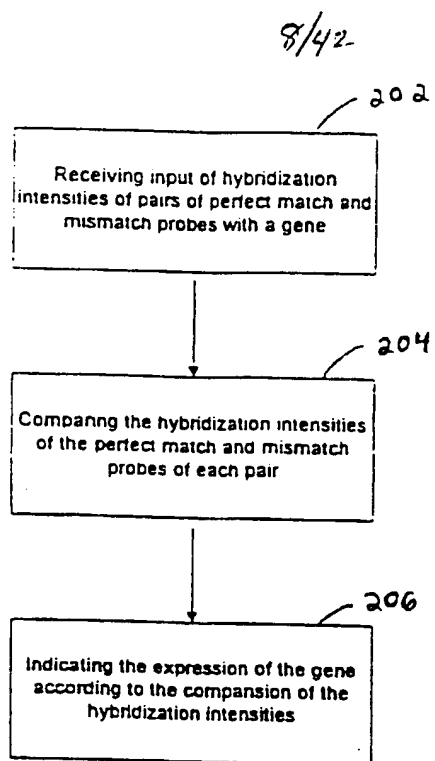 8/42
202
Receiving input of hybridization
intensities of pairs of perfect match and
mismatch probes with a gene
204
Comparing the hybridization intensities
of the perfect match and mismatch
probes of each pair
206
Indicating the expression of the gene
according to the compansion of the
hybridization intensities